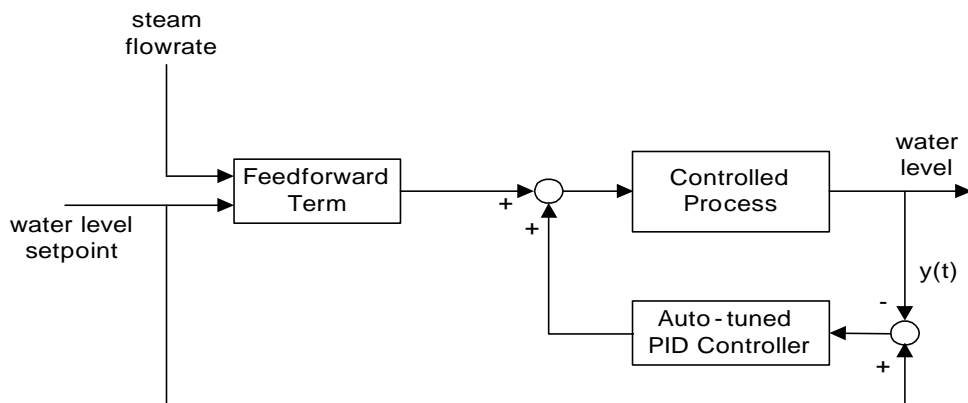 steam
flowrate
Feedforward
Term
water level
setpoint
+
+
Controlled
Process
water
level
y(t)
-
Auto-tuned
PID Controller
+